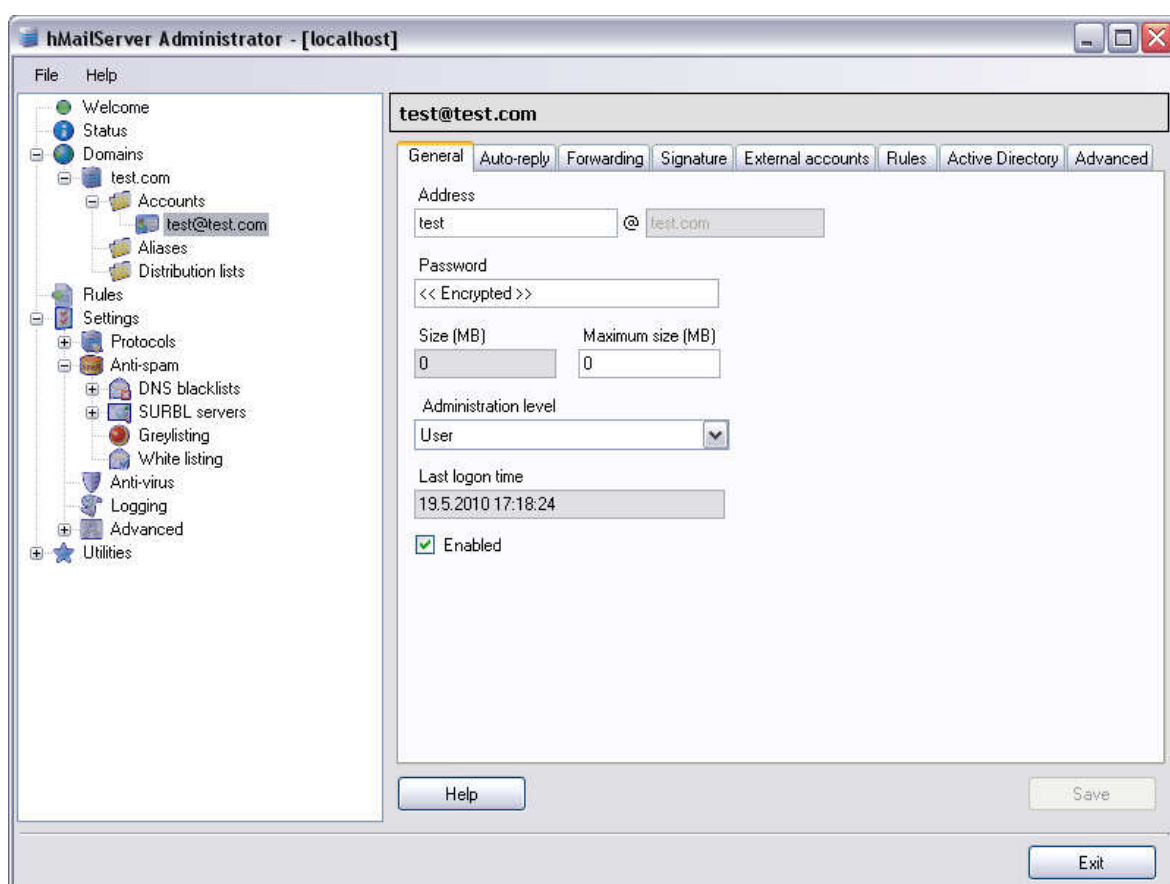 hMailServer Administrator - [localhost]
File Help
Welcome
Status
Domains
test.com
Accounts
test@test.com
Aliases
Distribution lists
Rules
Settings
Protocols
Anti-spam
DNS blacklists
SURBL servers
Greylisting
White listing
Anti-virus
Logging
Advanced
Utilities
test@test.com
General Auto-reply Forwarding Signature External accounts Rules Active Directory Advanced
Address
test @ test.com
Password
<< Encrypted >>
Size (MB) Maximum size (MB)
0 0
Administration level
User
Last logon time
19.5.2010 17:18:24
Enabled
Help Save
Exit